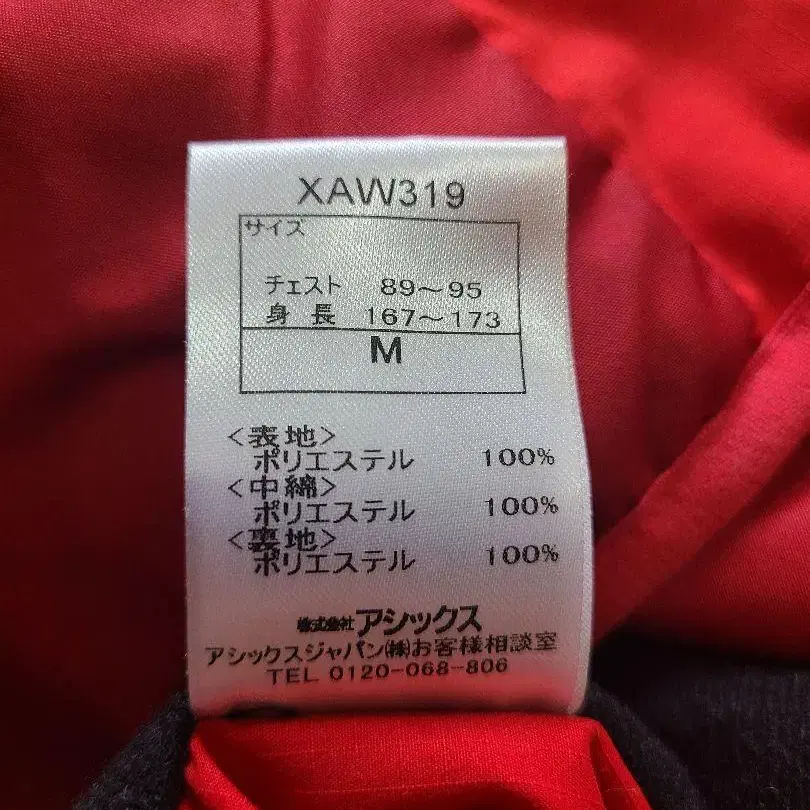 XAW319
サイズ
チェスト 89～95
身長 167～173
M
＜表地＞
ポリエステル 100%
＜中綿＞
ポリエステル 100%
＜裏地＞
ポリエステル 100%
株式會社アシックス
アシックスジャパン㈱お客様相談室
TEL 0120-068-806